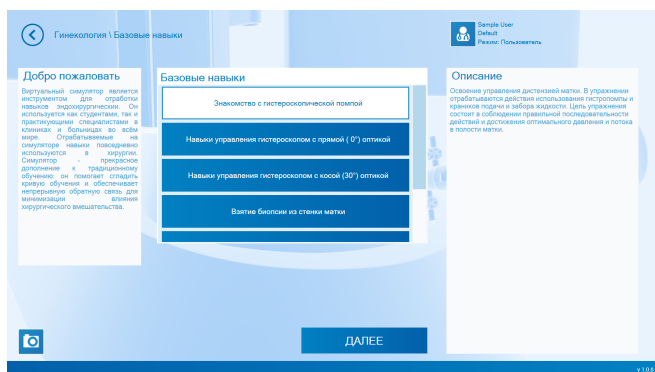 Гинекология \ Базовые навыки
Sample User
Default
Режим: Пользователь
Добро пожаловать
Виртуальный симулятор является
инструментом для отработки
навыков эндохирургически. Он
используется как студентами, так и
практикующими специалистами в
клиниках и больницах во всём
мире. Отрабатываемые на
симуляторе навыки повседневно
используются в хирургии.
Симулятор - прекрасное
дополнение к традиционному
обучению: он помогает сгладить
кривую обучения и обеспечивает
непрерывную обратную связь для
минимизации влияния
хирургического вмешательства.
Базовые навыки
Знакомство с гистероскопической помпой
Навыки управления гистероскопом с прямой ( 0°) оптикой
Навыки управления гистероскопом с косой (30°) оптикой
Взятие биопсии из стенки матки
Описание
Освоение управления дистензией матки. В упражнении
отрабатываются действия использования гистропомпы и
краников подачи и забора жидкости. Цель упражнения
состоит в соблюдении правильной последовательности
действий и достижения оптимального давления и потока
в полости матки.
ДАЛЕЕ
v 1.0.8